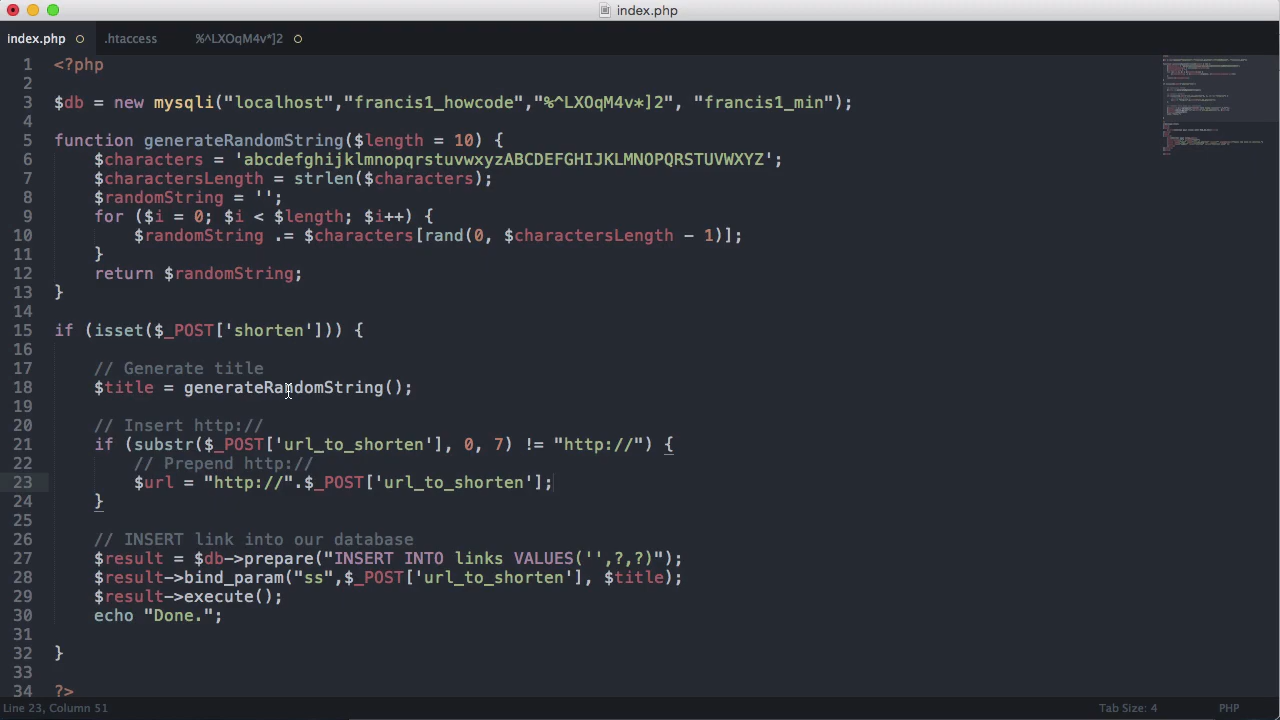 index.php
index.php
.htaccess
%^LXOqM4v*]2
1 <?php
2
3 $db = new mysqli("localhost","francis1_howcode","%^LXOqM4v*]2", "francis1_min");
4
5 function generateRandomString($length = 10) {
6 $characters = 'abcdefghijklmnopqrstuvwxyzABCDEFGHIJKLMNOPQRSTUVWXYZ';
7 $charactersLength = strlen($characters);
8 $randomString = '';
9 for ($i = 0; $i < $length; $i++) {
10 $randomString .= $characters[rand(0, $charactersLength - 1)];
11 }
12 return $randomString;
13 }
14
15 if (isset($_POST['shorten'])) {
16
17 // Generate title
18 $title = generateRandomString();
19
20 // Insert http://
21 if (substr($_POST['url_to_shorten'], 0, 7) != "http://") {
22 // Prepend http://
23 $url = "http://".$_POST['url_to_shorten'];
24 }
25
26 // INSERT link into our database
27 $result = $db->prepare("INSERT INTO links VALUES('',?,?)");
28 $result->bind_param("ss",$_POST['url_to_shorten'], $title);
29 $result->execute();
30 echo "Done.";
31
32 }
33
34 ?>
Line 23, Column 51
Tab Size: 4
PHP